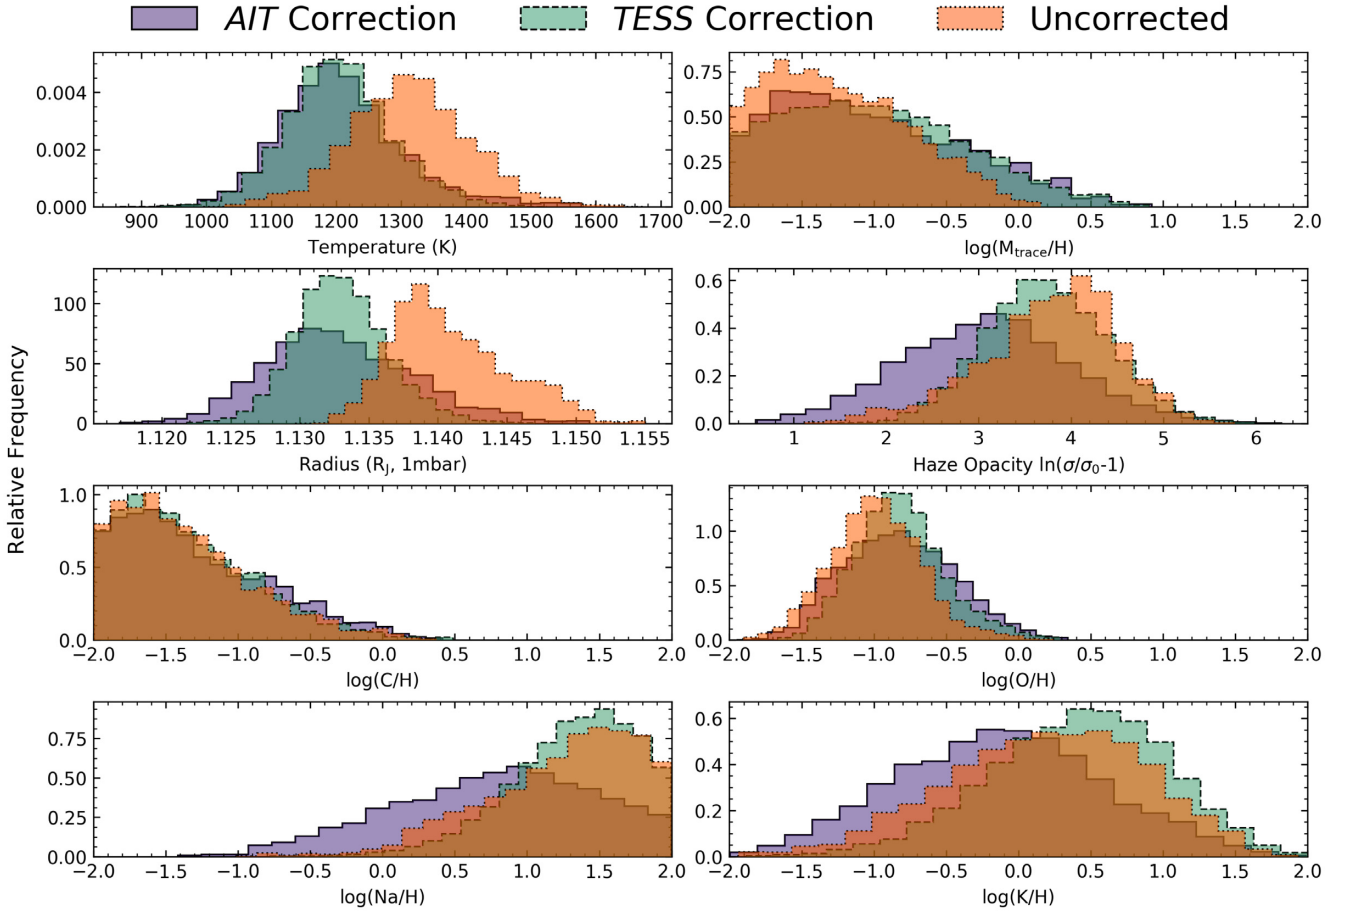 AIT Correction TESS Correction Uncorrected
Relative Frequency
0.004
0.002
0.000
900 1000 1100 1200 1300 1400 1500 1600 1700
Temperature (K)
0.75
0.50
0.25
0.00
−2.0 −1.5 −1.0 −0.5 0.0 0.5 1.0 1.5 2.0
log(M_trace/H)
100
50
0
1.120 1.125 1.130 1.135 1.140 1.145 1.150 1.155
Radius (R_J, 1mbar)
0.6
0.4
0.2
0.0
1 2 3 4 5 6
Haze Opacity ln(σ/σ₀-1)
1.0
0.5
0.0
−2.0 −1.5 −1.0 −0.5 0.0 0.5 1.0 1.5 2.0
log(C/H)
1.0
0.5
0.0
−2.0 −1.5 −1.0 −0.5 0.0 0.5 1.0 1.5 2.0
log(O/H)
0.75
0.50
0.25
0.00
−2.0 −1.5 −1.0 −0.5 0.0 0.5 1.0 1.5 2.0
log(Na/H)
0.6
0.4
0.2
0.0
−2.0 −1.5 −1.0 −0.5 0.0 0.5 1.0 1.5 2.0
log(K/H)